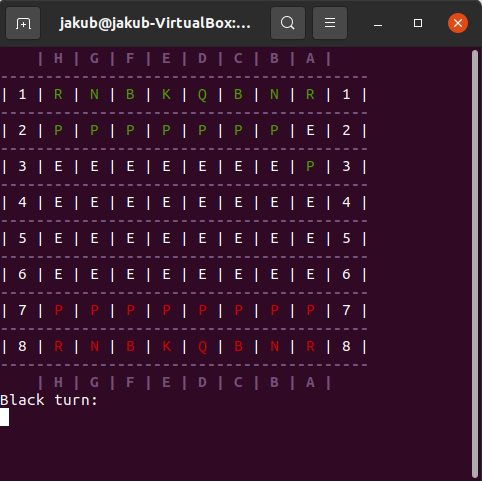 jakub@jakub-VirtualBox:...
| H | G | F | E | D | C | B | A |
-----------------------------------------
| 1 | R | N | B | K | Q | B | N | R | 1 |
-----------------------------------------
| 2 | P | P | P | P | P | P | P | E | 2 |
-----------------------------------------
| 3 | E | E | E | E | E | E | E | P | 3 |
-----------------------------------------
| 4 | E | E | E | E | E | E | E | E | 4 |
-----------------------------------------
| 5 | E | E | E | E | E | E | E | E | 5 |
-----------------------------------------
| 6 | E | E | E | E | E | E | E | E | 6 |
-----------------------------------------
| 7 | P | P | P | P | P | P | P | P | 7 |
-----------------------------------------
| 8 | R | N | B | K | Q | B | N | R | 8 |
-----------------------------------------
| H | G | F | E | D | C | B | A |
Black turn: